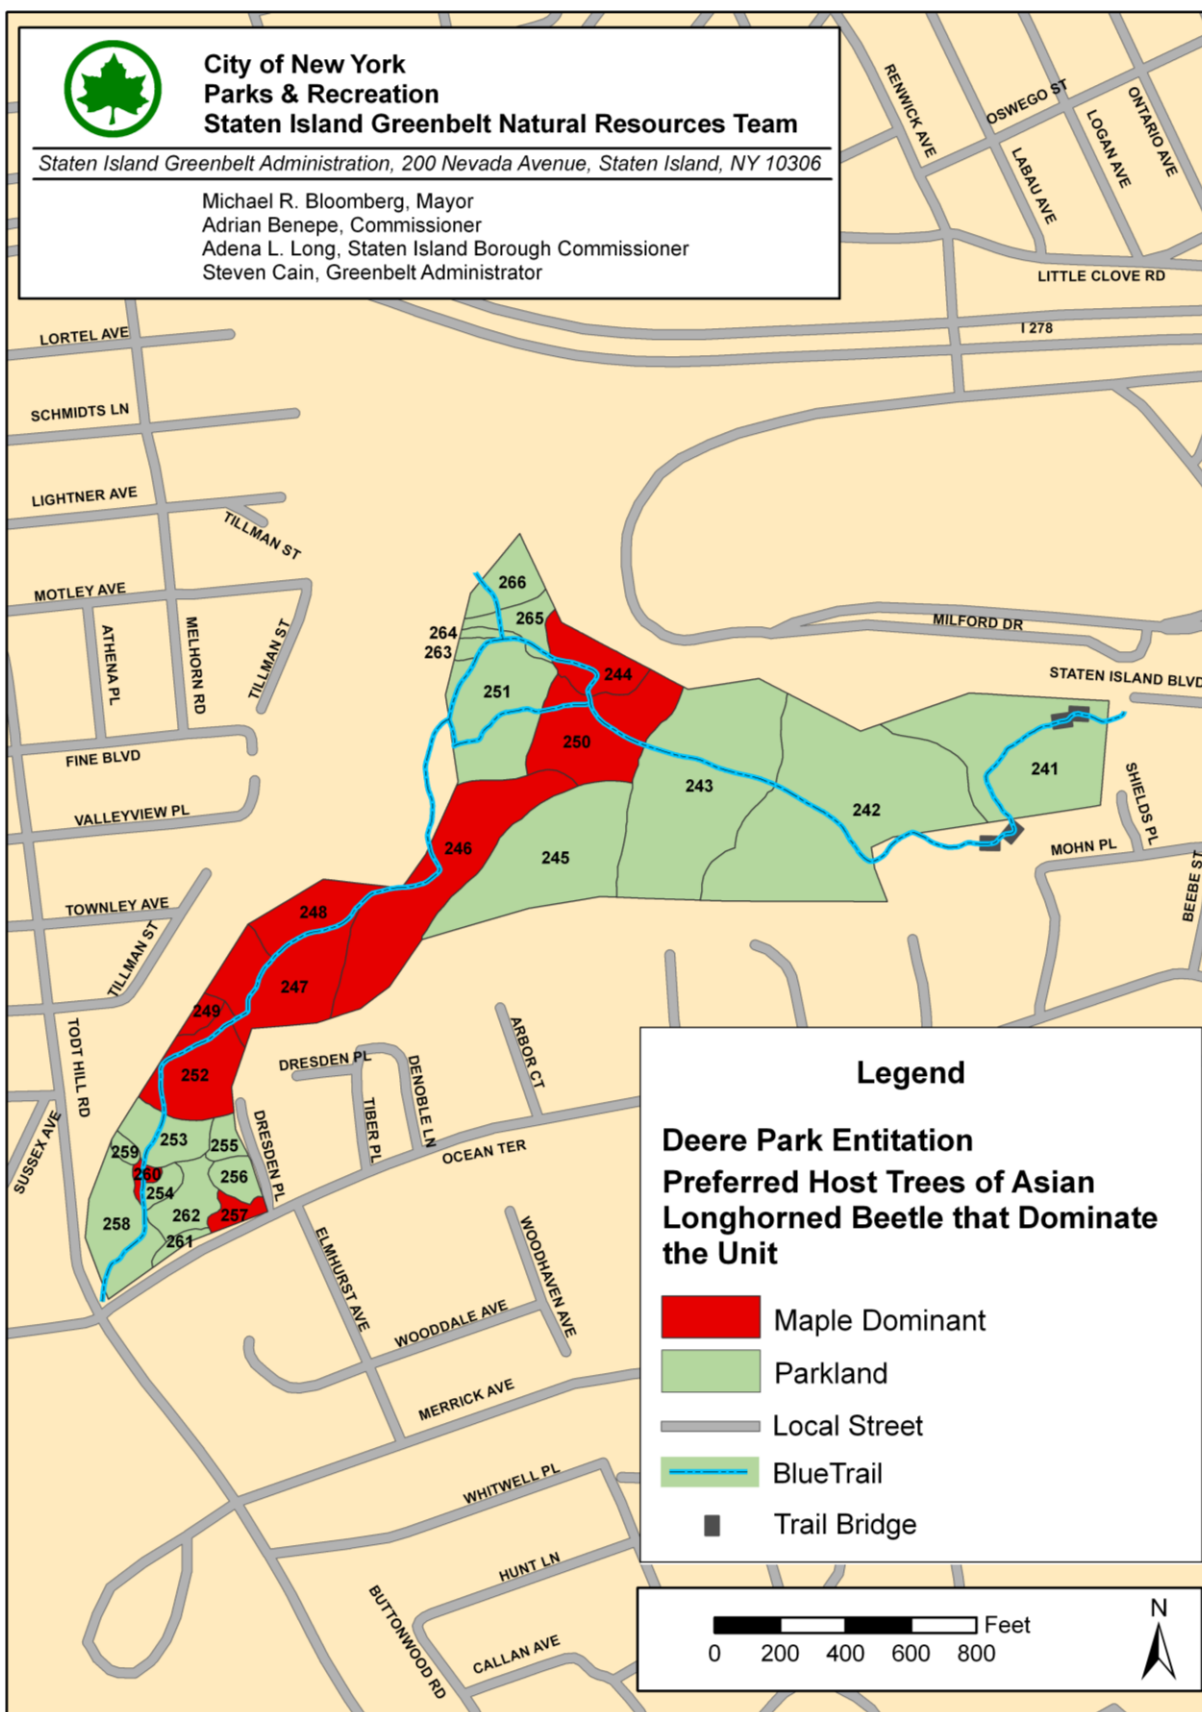 City of New York
Parks & Recreation
Staten Island Greenbelt Natural Resources Team
Staten Island Greenbelt Administration, 200 Nevada Avenue, Staten Island, NY 10306
Michael R. Bloomberg, Mayor
Adrian Benepe, Commissioner
Adena L. Long, Staten Island Borough Commissioner
Steven Cain, Greenbelt Administrator
RENWICK AVE
OSWEGO ST
LABAU AVE
LOGAN AVE
ONTARIO AVE
LITTLE CLOVE RD
I 278
LORTEL AVE
SCHMIDTS LN
LIGHTNER AVE
TILLMAN ST
MOTLEY AVE
ATHENA PL
MELHORN RD
TILLMAN ST
FINE BLVD
VALLEYVIEW PL
TOWNLEY AVE
TILLMAN ST
TODT HILL RD
SUSSEX AVE
MILFORD DR
STATEN ISLAND BLVD
SHIELDS PL
MOHN PL
BEEBE ST
266
265
264
263
244
251
250
243
241
242
246
245
248
247
249
252
253
259
255
260
254
256
258
262
257
261
DRESDEN PL
DRESDEN PL
TIBER PL
DENOBLE LN
ARBOR CT
OCEAN TER
ELMHURST AVE
WOODHAVEN AVE
WOODDALE AVE
MERRICK AVE
WHITWELL PL
HUNT LN
BUTTONWOOD RD
CALLAN AVE
Legend
Deere Park Entitation
Preferred Host Trees of Asian
Longhorned Beetle that Dominate
the Unit
Maple Dominant
Parkland
Local Street
BlueTrail
Trail Bridge
Feet
0 200 400 600 800
N